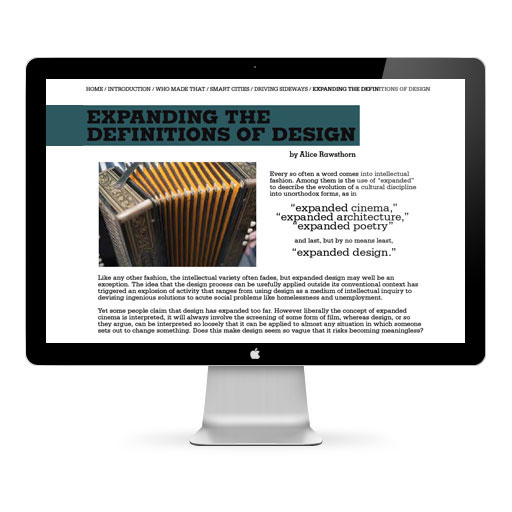 HOME / INTRODUCTION / WHO MADE THAT / SMART CITIES / DRIVING SIDEWAYS / EXPANDING THE DEFINITIONS OF DESIGN
EXPANDING THE
DEFINITIONS OF DESIGN
by Alice Rawsthorn
Every so often a word comes into intellectual
fashion. Among them is the use of "expanded"
to describe the evolution of a cultural discipline
into unorthodox forms, as in
"expanded cinema,"
"expanded architecture,"
"expanded poetry"
and last, but by no means least,
"expanded design."
Like any other fashion, the intellectual variety often fades, but expanded design may well be an
exception. The idea that the design process can be usefully applied outside its conventional context has
triggered an explosion of activity that ranges from using design as a medium of intellectual inquiry to
devising ingenious solutions to acute social problems like homelessness and unemployment.
Yet some people claim that design has expanded too far. However liberally the concept of expanded
cinema is interpreted, it will always involve the screening of some form of film, whereas design, or so
they argue, can be interpreted so loosely that it can be applied to almost any situation in which someone
sets out to change something. Does this make design seem so vague that it risks becoming meaningless?